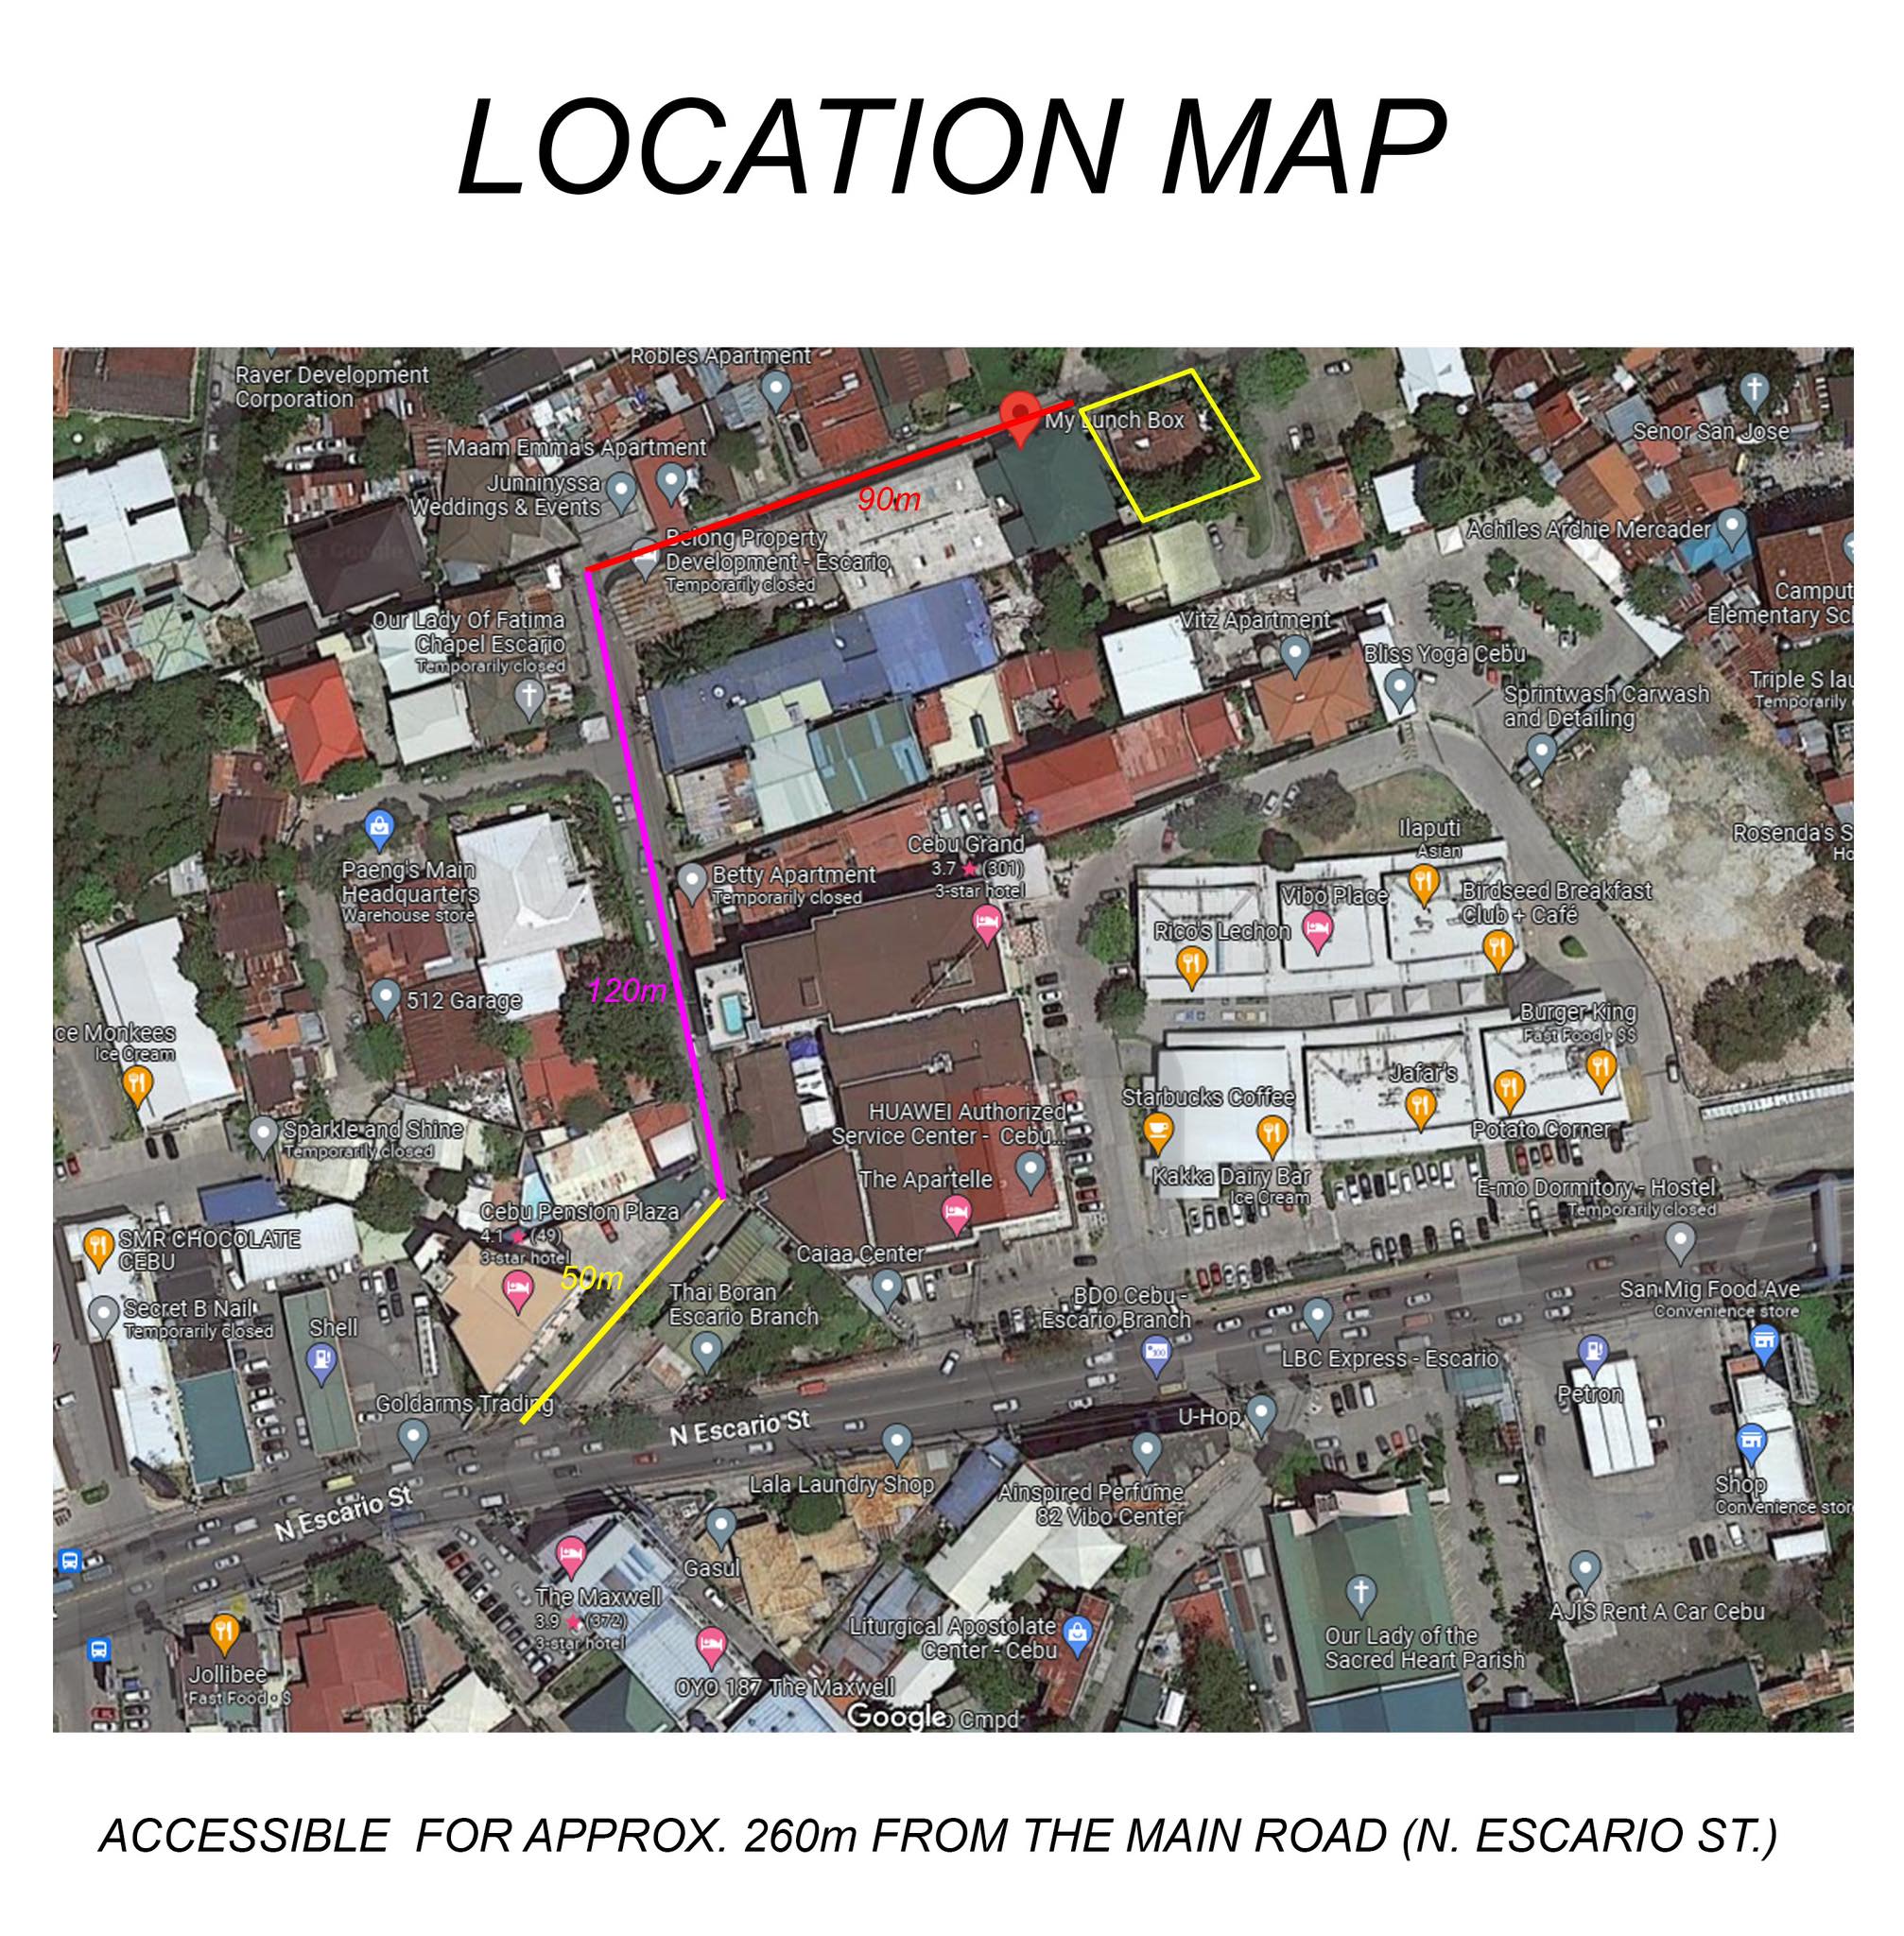 LOCATION MAP
Robles Apartment
Raver Development
Corporation
My Lunch Box
Senor San Jose
Maam Emma's Apartment
Junninyssa
Weddings & Events
90m
Achiles Archie Mercader
Belong Property
Development - Escario
Temporarily closed
Camput
Elementary Sc
Our Lady Of Fatima
Chapel Escario
Temporarily closed
Vitz Apartment
Bliss Yoga Cebu
Triple S lau
Temporarily
Sprintwash Carwash
and Detailing
Rosenda's S
Ho
Ilaputi
Asian
Cebu Grand
3.7 ★ (301)
3-star hotel
Paeng's Main
Headquarters
Warehouse store
Betty Apartment
Temporarily closed
Vibo Place
Birdseed Breakfast
Club + Café
Rico's Lechon
120m
512 Garage
Burger King
Fast Food • $$
ce Monkees
Ice Cream
Jafar's
Starbucks Coffee
HUAWEI Authorized
Service Center - Cebu...
Sparkle and Shine
Temporarily closed
Potato Corner
The Apartelle
Kakka Dairy Bar
Ice Cream
E-mo Dormitory - Hostel
Temporarily closed
Cebu Pension Plaza
4.1 ★ (49)
3-star hotel
SMR CHOCOLATE
CEBU
50m
Caiaa Center
Thai Boran
Escario Branch
BDO Cebu -
Escario Branch
San Mig Food Ave
Convenience store
Secret B Nail
Temporarily closed
Shell
LBC Express - Escario
Petron
Goldarms Trading
U-Hop
N Escario St
Lala Laundry Shop
Ainspired Perfume
82 Vibo Center
Shop
Convenience stor
N Escario St
Gasul
The Maxwell
3.9 ★ (372)
3-star hotel
AJIS Rent A Car Cebu
Liturgical Apostolate
Center - Cebu
Our Lady of the
Sacred Heart Parish
Jollibee
Fast Food • $
OYO 187 The Maxwell
Google
Cmpd
ACCESSIBLE FOR APPROX. 260m FROM THE MAIN ROAD (N. ESCARIO ST.)